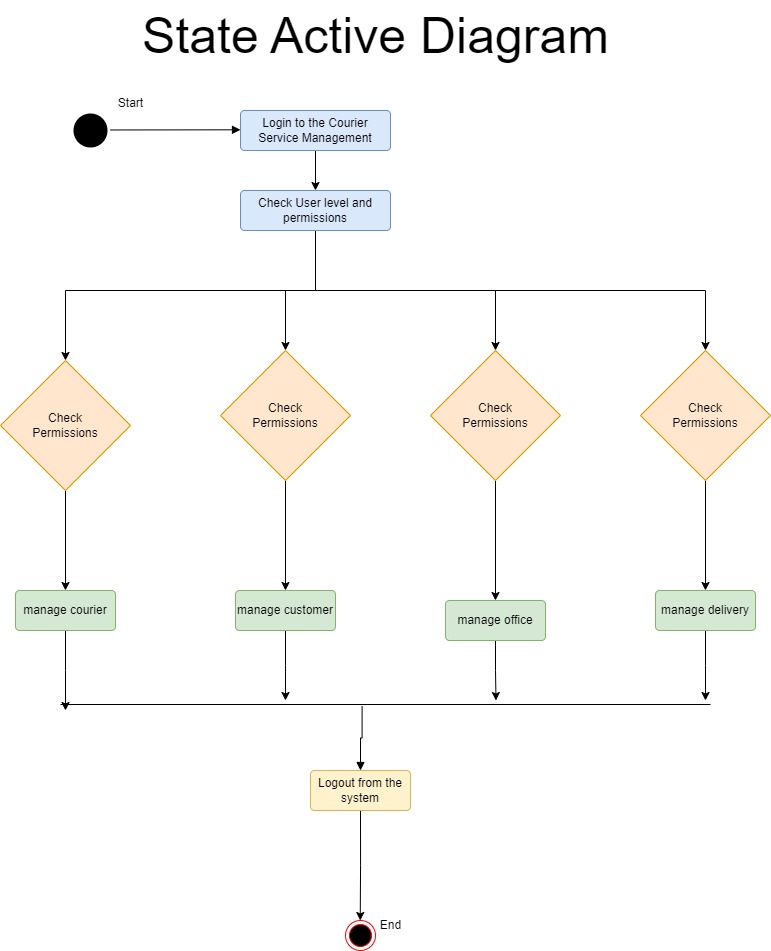 State Active Diagram
Start
Login to the Courier
Service Management
Check User level and
permissions
Check
Permissions
Check
Permissions
Check
Permissions
Check
Permissions
manage courier
manage customer
manage office
manage delivery
Logout from the
system
End